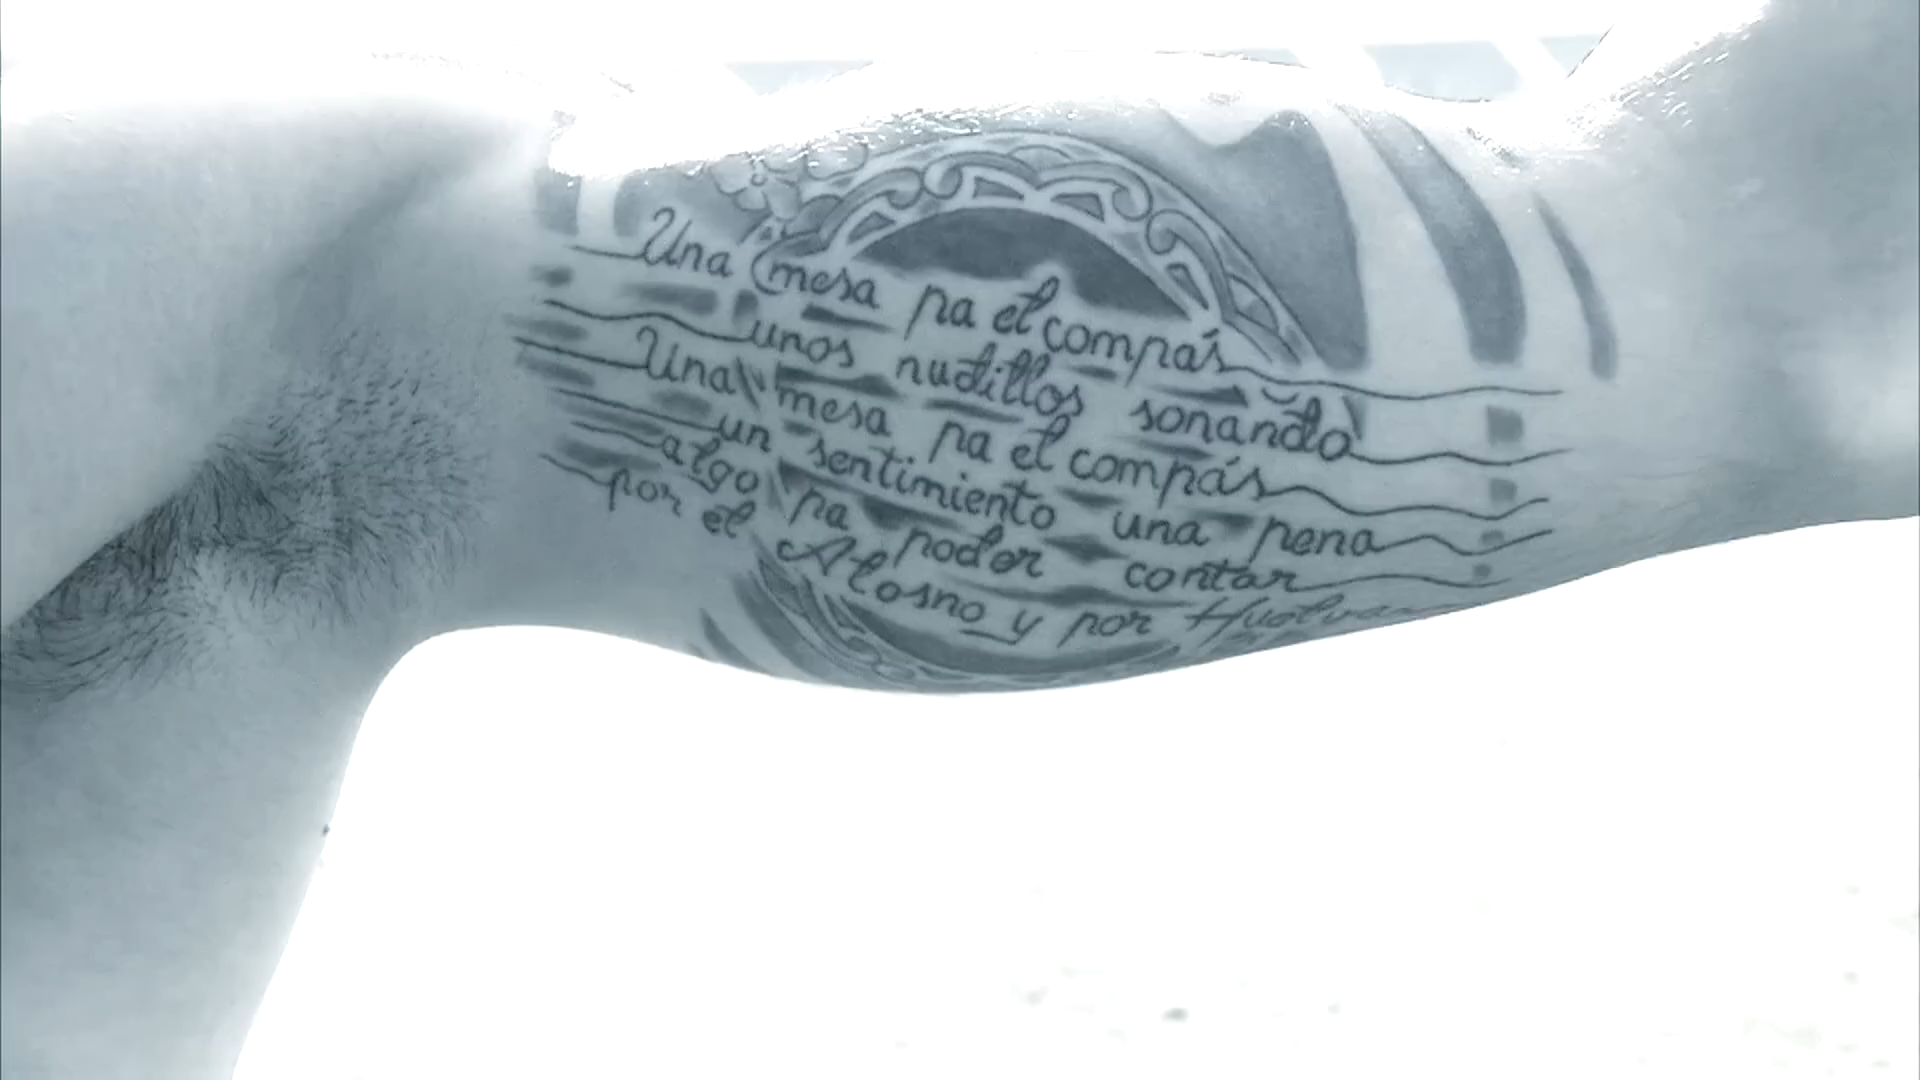 Una mesa pa el compás
unos nudillos sonando
Una mesa pa el compás
un sentimiento una pena
algo pa poder contar
por el Alosno y por Huelva